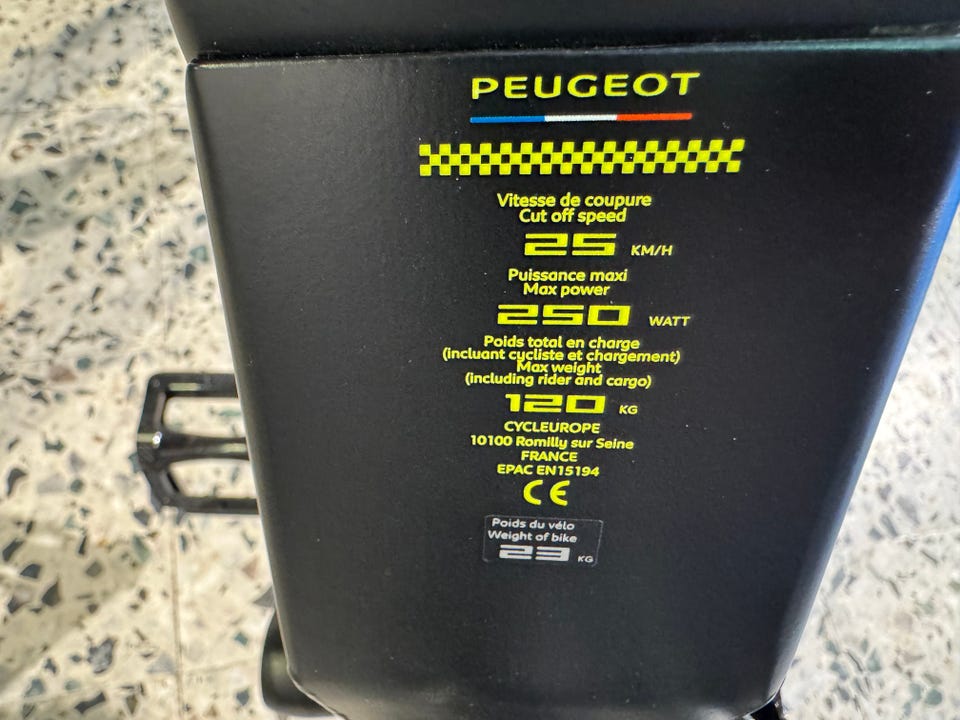 PEUGEOT
Vitesse de coupure
Cut off speed
25 KM/H
Puissance maxi
Max power
250 WATT
Poids total en charge
(incluant cycliste et chargement)
Max weight
(including rider and cargo)
120 KG
CYCLEUROPE
10100 Romilly sur Seine
FRANCE
EPAC EN15194
CE
Poids du vélo
Weight of bike
23 KG